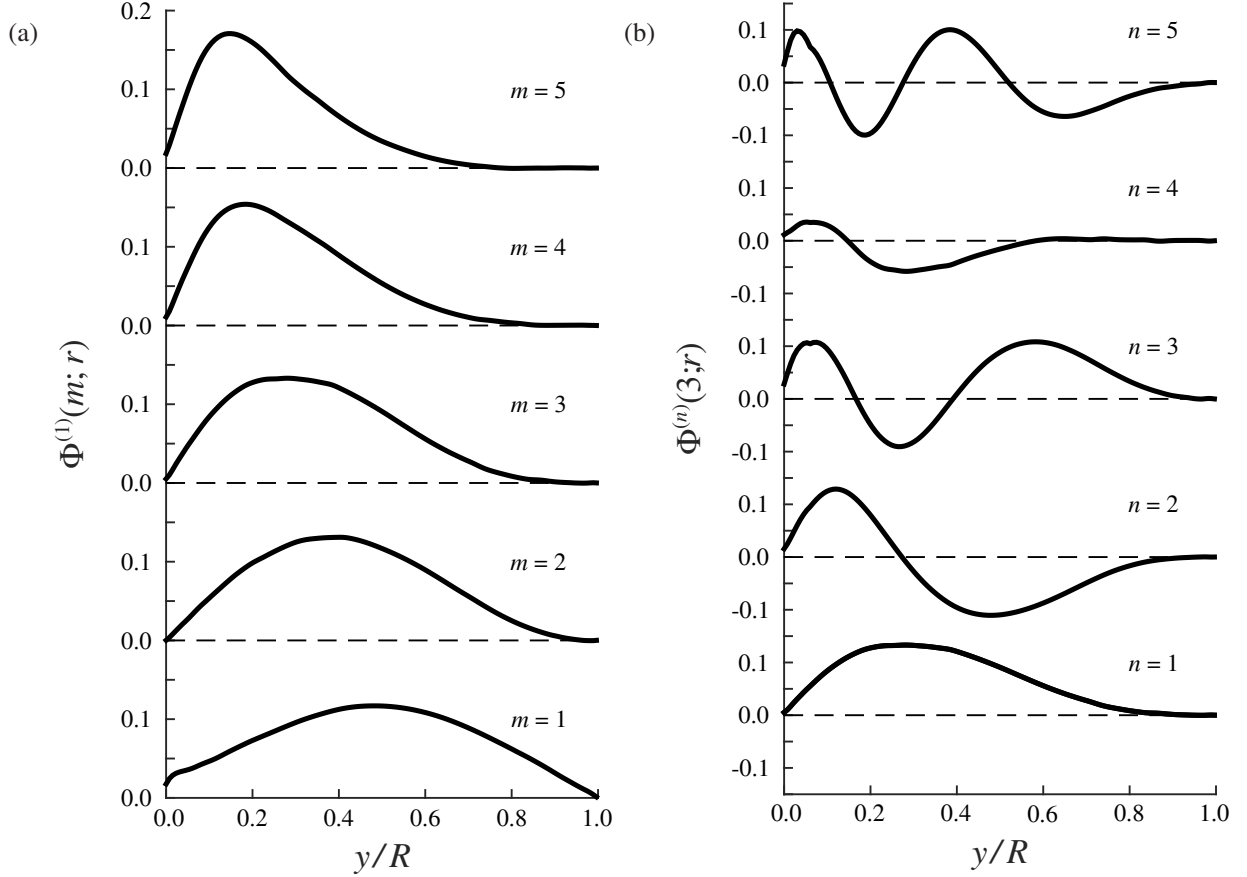 (a)
0.2
0.1
0.0
m = 5
0.1
0.0
m = 4
0.1
0.0
m = 3
0.1
0.0
m = 2
0.1
0.0
m = 1
0.0 0.2 0.4 0.6 0.8 1.0
y/R
Φ(1)(m; r)
(b)
0.1
0.0
-0.1
n = 5
0.1
0.0
-0.1
n = 4
0.1
0.0
-0.1
n = 3
0.1
0.0
-0.1
n = 2
0.1
0.0
-0.1
n = 1
0.0 0.2 0.4 0.6 0.8 1.0
y/R
Φ(n)(3;r)